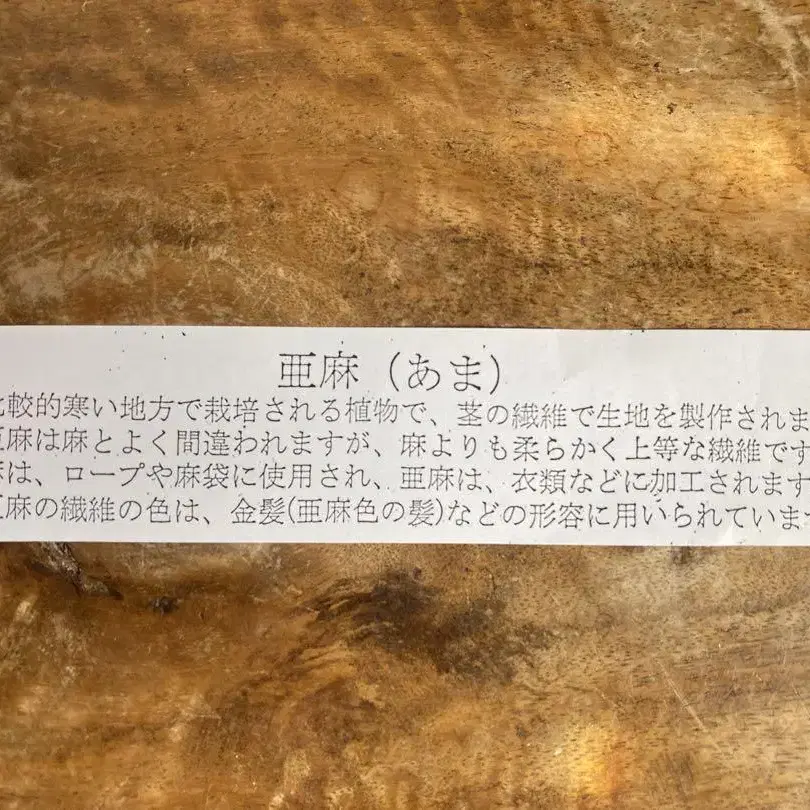 亜麻（あま）
比較的寒い地方で栽培される植物で、茎の繊維で生地を製作されま
亜麻は麻とよく間違われますが、麻よりも柔らかく上等な繊維です
麻は、ロープや麻袋に使用され、亜麻は、衣類などに加工されます
亜麻の繊維の色は、金髪(亜麻色の髪)などの形容に用いられています